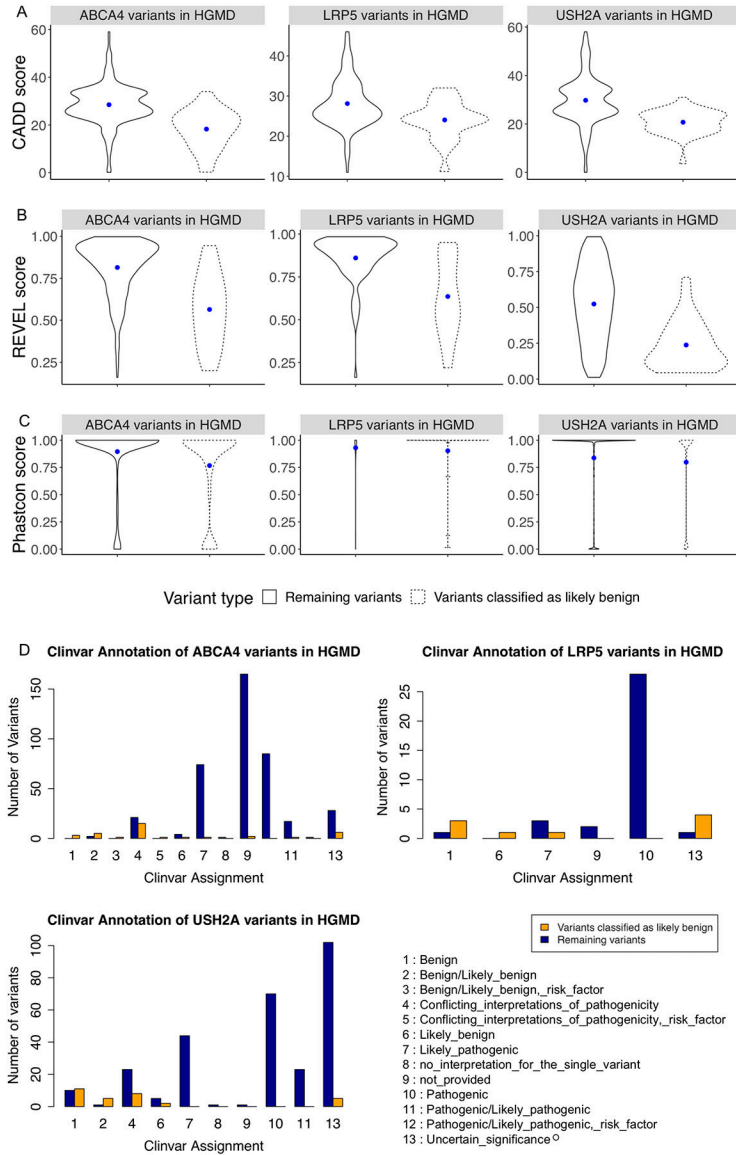 A
ABCA4 variants in HGMD
LRP5 variants in HGMD
USH2A variants in HGMD
CADD score
60
40
20
0
40
30
20
10
60
40
20
0
B
ABCA4 variants in HGMD
LRP5 variants in HGMD
USH2A variants in HGMD
REVEL score
1.00
0.75
0.50
0.25
1.00
0.75
0.50
0.25
1.00
0.75
0.50
0.25
0.00
C
ABCA4 variants in HGMD
LRP5 variants in HGMD
USH2A variants in HGMD
Phastcon score
1.00
0.75
0.50
0.25
0.00
1.00
0.75
0.50
0.25
0.00
1.00
0.75
0.50
0.25
0.00
Variant type Remaining variants Variants classified as likely benign
D
Clinvar Annotation of ABCA4 variants in HGMD
Number of Variants
150
100
50
0
1 2 3 4 5 6 7 8 9 11 13
Clinvar Assignment
Clinvar Annotation of LRP5 variants in HGMD
Number of Variants
25
20
15
10
5
0
1 6 7 9 10 13
Clinvar Assignment
Clinvar Annotation of USH2A variants in HGMD
Number of variants
100
80
60
40
20
0
1 2 4 6 7 8 9 10 11 13
Clinvar Assignment
Variants classified as likely benign
Remaining variants
1 : Benign
2 : Benign/Likely_benign
3 : Benign/Likely_benign,_risk_factor
4 : Conflicting_interpretations_of_pathogenicity
5 : Conflicting_interpretations_of_pathogenicity,_risk_factor
6 : Likely_benign
7 : Likely_pathogenic
8 : no_interpretation_for_the_single_variant
9 : not_provided
10 : Pathogenic
11 : Pathogenic/Likely_pathogenic
12 : Pathogenic/Likely_pathogenic,_risk_factor
13 : Uncertain_significance